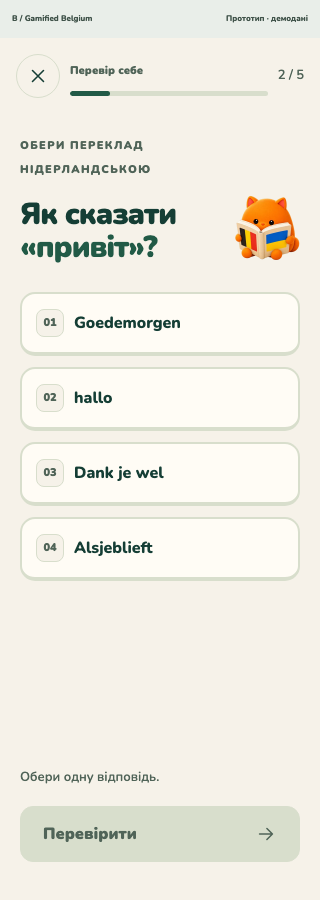 B / Gamified Belgium
Прототип · демодані
Перевір себе
2 / 5
ОБЕРИ ПЕРЕКЛАД
НІДЕРЛАНДСЬКОЮ
Як сказати
«привіт»?
01 Goedemorgen
02 hallo
03 Dank je wel
04 Alsjeblieft
Обери одну відповідь.
Перевірити